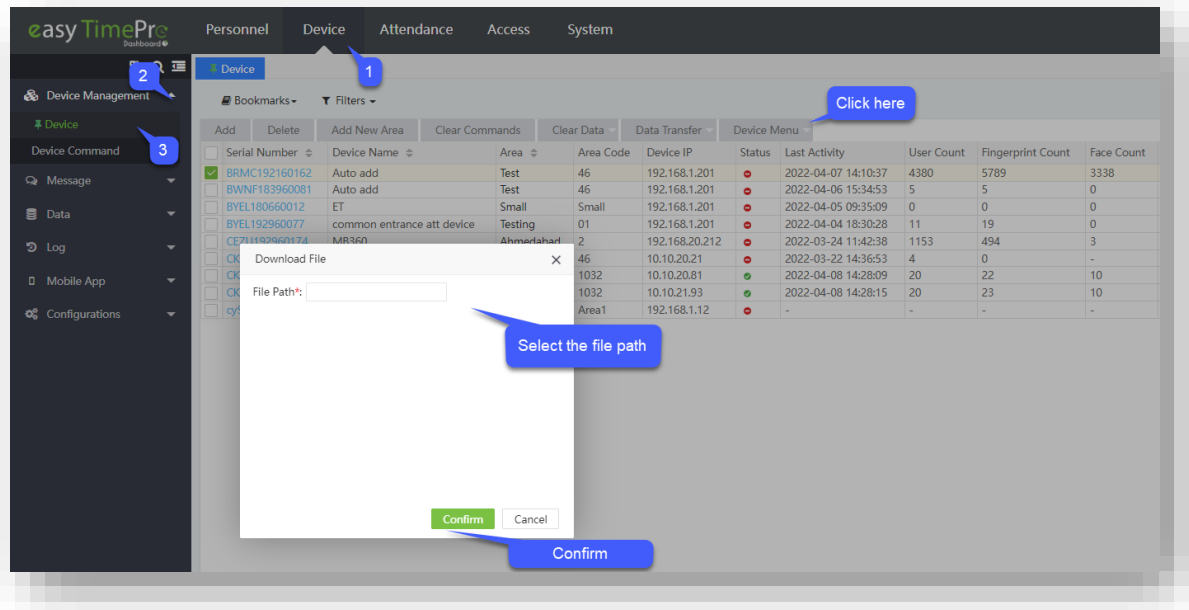 easy TimePro
Dashboard
Personnel Device Attendance Access System
1
2
3
Device Management
Device
Device Command
Message
Data
Log
Mobile App
Configurations
Device
Bookmarks Filters
Click here
Add Delete Add New Area Clear Commands Clear Data Data Transfer Device Menu
Serial Number Device Name Area Area Code Device IP Status Last Activity User Count Fingerprint Count Face Count
BRMC192160162 Auto add Test 46 192.168.1.201 2022-04-07 14:10:37 4380 5789 3338
BWNF183960081 Auto add Test 46 192.168.1.201 2022-04-06 15:34:53 5 5 0
BYEL180660012 ET Small Small 192.168.1.201 2022-04-05 09:35:09 0 0 0
BYEL192960077 common entrance att device Testing 01 192.168.1.201 2022-04-04 18:30:28 11 19 0
CEZU192960174 MB360 Ahmedabad 2 192.168.20.212 2022-03-24 11:42:38 1153 494 3
CK 46 10.10.20.21 2022-03-22 14:36:53 4 0 -
CK 1032 10.10.20.81 2022-04-08 14:28:09 20 22 10
CK 1032 10.10.21.93 2022-04-08 14:28:15 20 23 10
Area1 192.168.1.12 - - - -
Download File
File Path*:
Select the file path
Confirm Cancel
Confirm